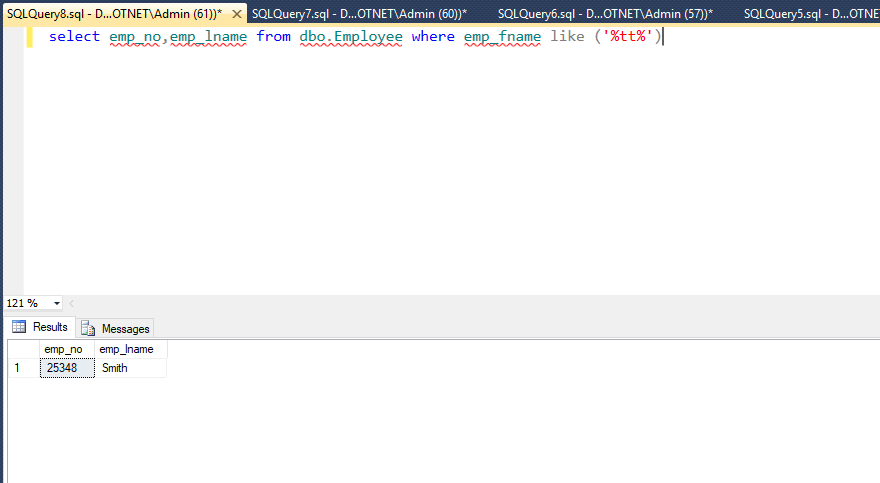 SQLQuery8.sql - D...OTNET\Admin (61))* SQLQuery7.sql - D...OTNET\Admin (60))* SQLQuery6.sql - D...OTNET\Admin (57))* SQLQuery5.sql - D...OTNET
select emp_no,emp_lname from dbo.Employee where emp_fname like ('%tt%')
121 %
Results Messages
emp_no emp_lname
1 25348 Smith